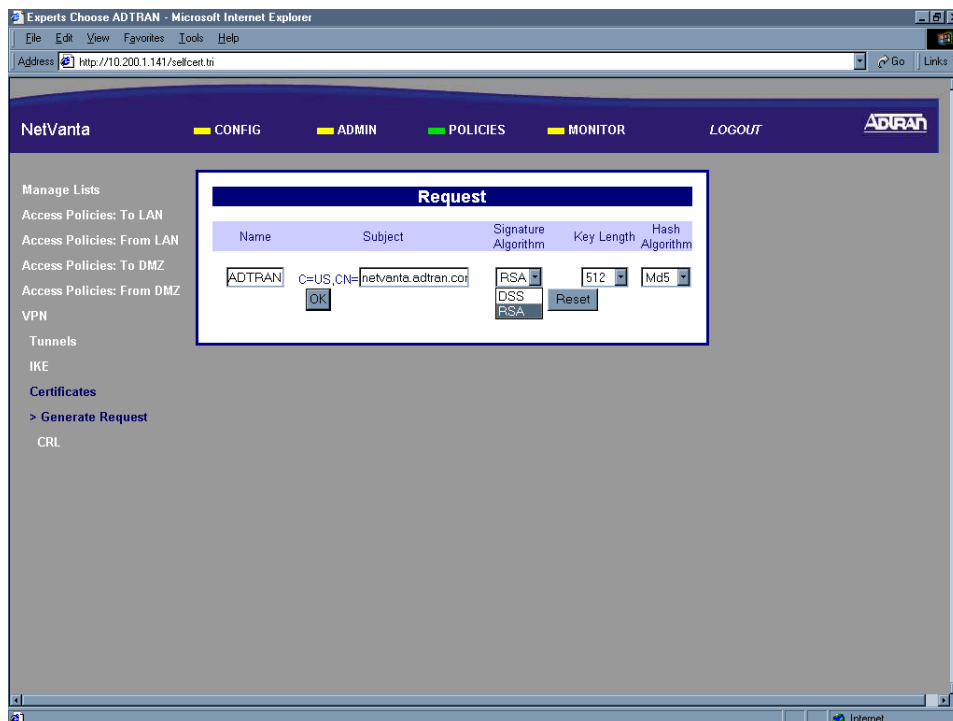 Experts Choose ADTRAN - Microsoft Internet Explorer
File Edit View Favorites Tools Help
Address http://10.200.1.141/selfcert.tri Go Links
NetVanta CONFIG ADMIN POLICIES MONITOR LOGOUT ADTRAN
Manage Lists
Access Policies: To LAN
Access Policies: From LAN
Access Policies: To DMZ
Access Policies: From DMZ
VPN
Tunnels
IKE
Certificates
> Generate Request
CRL
Request
Name Subject Signature Algorithm Key Length Hash Algorithm
ADTRAN C=US,CN= netvanta.adtran.cor RSA 512 Md5
DSS
RSA
OK Reset
Internet